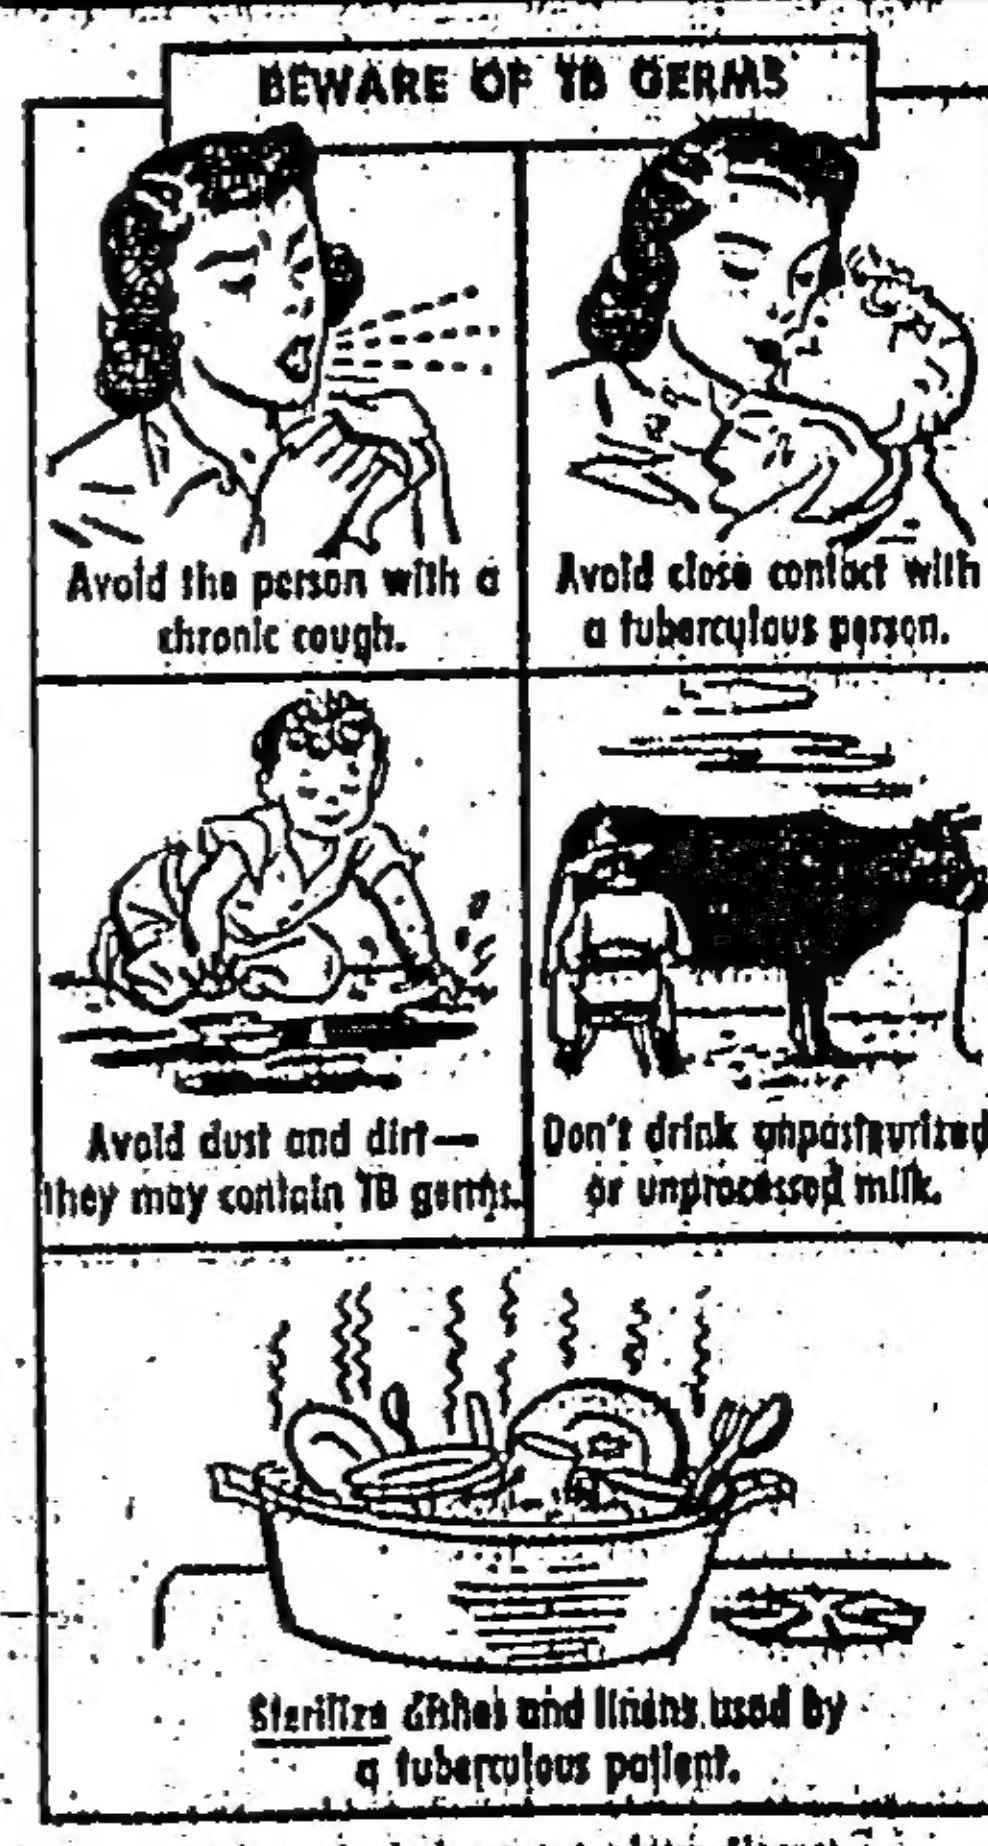 BEWARE OF TB GERMS
Avoid the person with a
chronic cough.
Avoid close contact with
a tuberculous person.
Avoid dust and dirt—
they may contain TB germs.
Don't drink unpasteurized
or unprocessed milk.
Sterilize dishes and linens used by
a tuberculous patient.